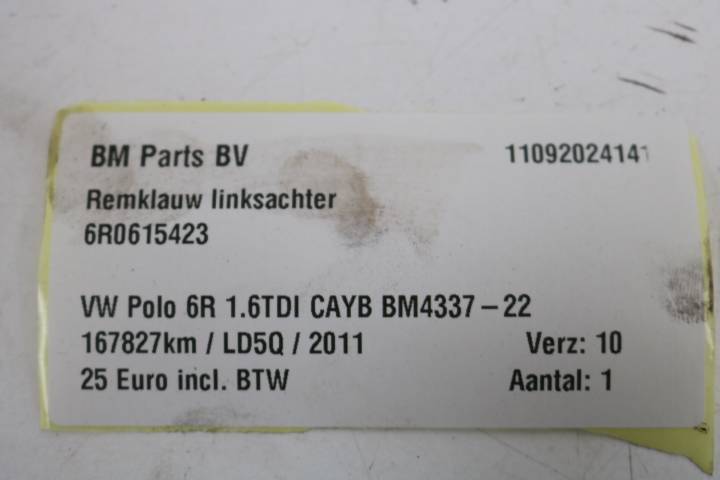 BM Parts BV 11092024141
Remklauw linksachter
6R0615423
VW Polo 6R 1.6TDI CAYB BM4337-22
167827km / LD5Q / 2011 Verz: 10
25 Euro incl. BTW Aantal: 1